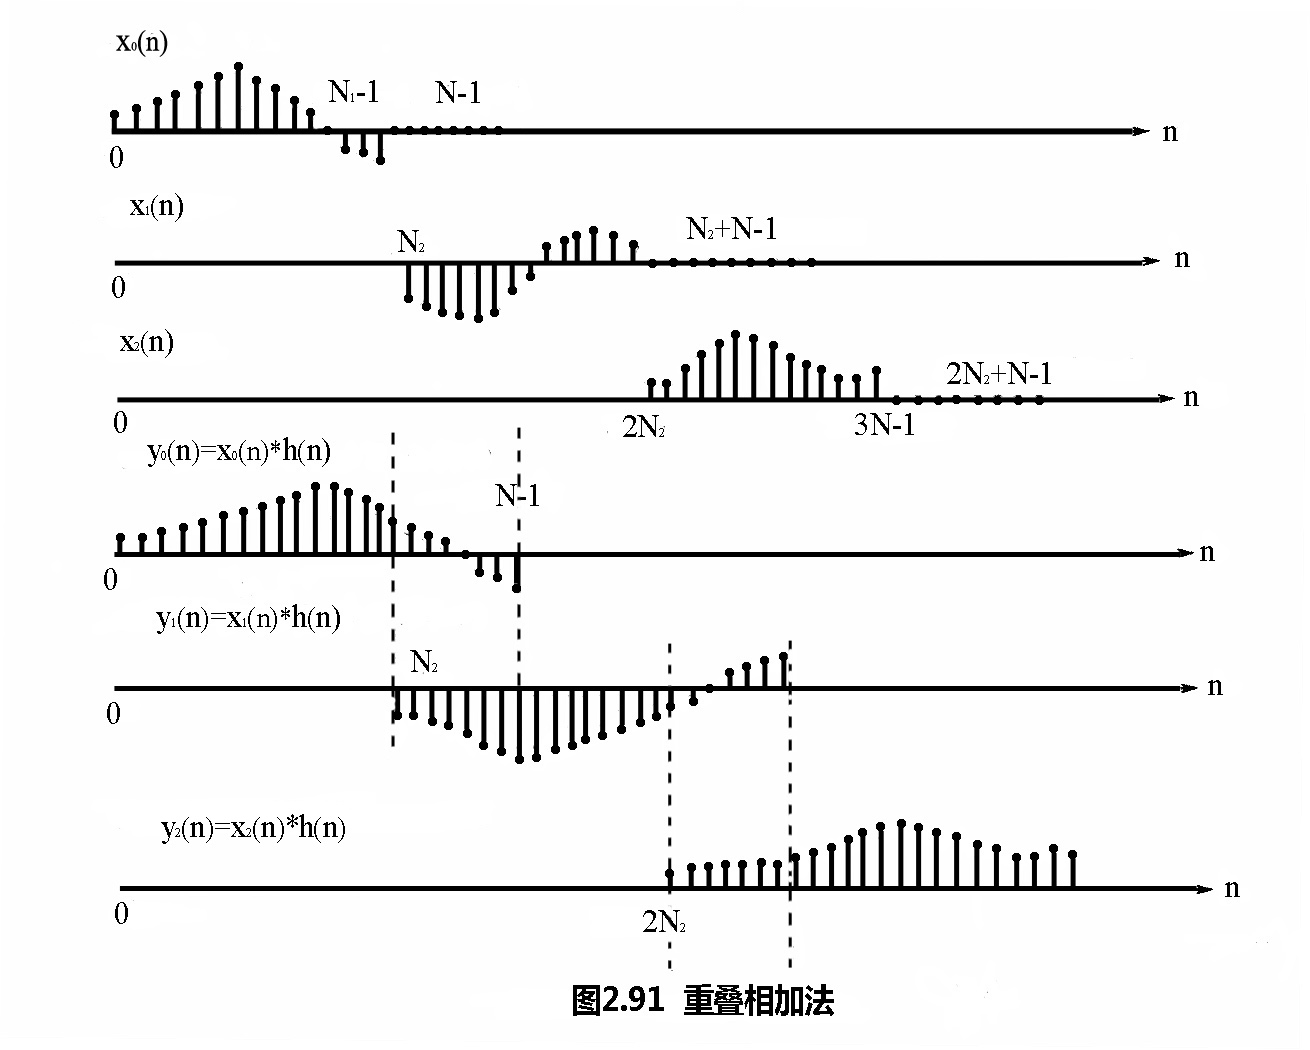 x₀(n)
N₁-1 N-1
n
0
x₁(n)
N₂ N₂+N-1
n
0
x₂(n)
2N₂+N-1
n
0 2N₂ 3N-1
y₀(n)=x₀(n)*h(n)
N-1
n
0
y₁(n)=x₁(n)*h(n)
N₂
n
0
y₂(n)=x₂(n)*h(n)
n
0
2N₂
图2.91 重叠相加法